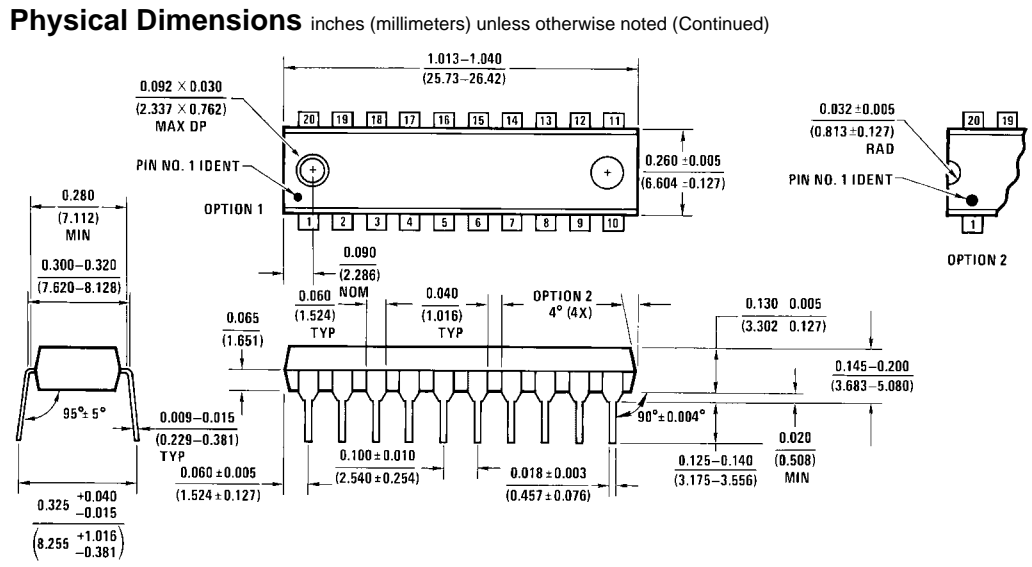 Physical Dimensions inches (millimeters) unless otherwise noted (Continued)
1.013–1.040
(25.73–26.42)
0.092 × 0.030
(2.337 × 0.762)
MAX DP
20 19 18 17 16 15 14 13 12 11
PIN NO. 1 IDENT
OPTION 1
1 2 3 4 5 6 7 8 9 10
0.260 ±0.005
(6.604 ±0.127)
0.032 ±0.005
(0.813 ±0.127)
RAD
20 19
PIN NO. 1 IDENT
1
OPTION 2
0.280
(7.112)
MIN
0.300–0.320
(7.620–8.128)
0.090
(2.286)
NOM
0.060
(1.524)
TYP
0.040
(1.016)
TYP
OPTION 2
4° (4X)
0.130 0.005
(3.302 0.127)
0.065
(1.651)
0.145–0.200
(3.683–5.080)
95°± 5°
0.009–0.015
(0.229–0.381)
TYP
90°±0.004°
0.020
(0.508)
MIN
0.125–0.140
(3.175–3.556)
0.100 ±0.010
(2.540 ±0.254)
0.018 ±0.003
(0.457 ±0.076)
0.060 ±0.005
(1.524 ±0.127)
0.325 +0.040
−0.015
(8.255 +1.016
−0.381)